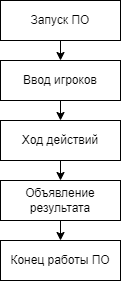 Запуск ПО
Ввод игроков
Ход действий
Объявление
результата
Конец работы ПО